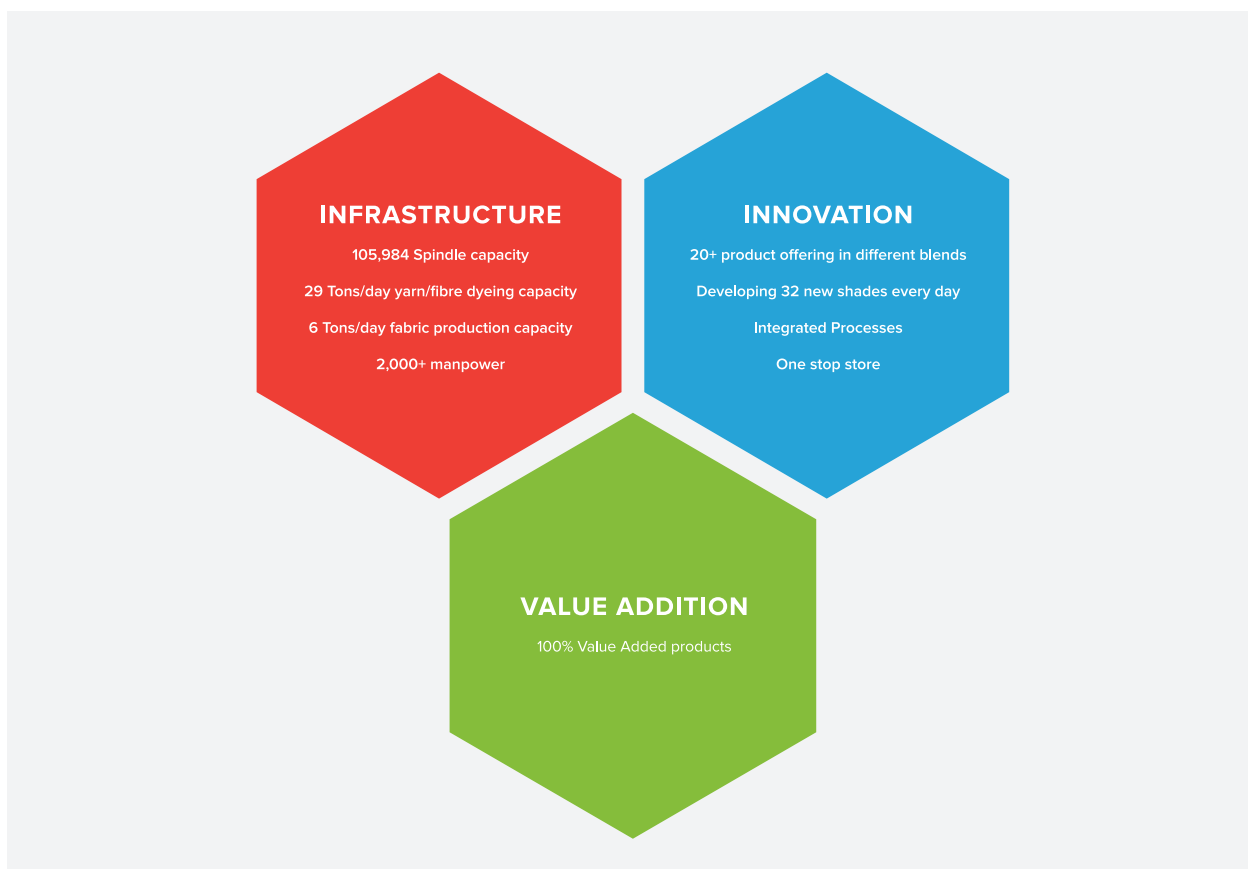 INFRASTRUCTURE
105,984 Spindle capacity
29 Tons/day yarn/fibre dyeing capacity
6 Tons/day fabric production capacity
2,000+ manpower
INNOVATION
20+ product offering in different blends
Developing 32 new shades every day
Integrated Processes
One stop store
VALUE ADDITION
100% Value Added products